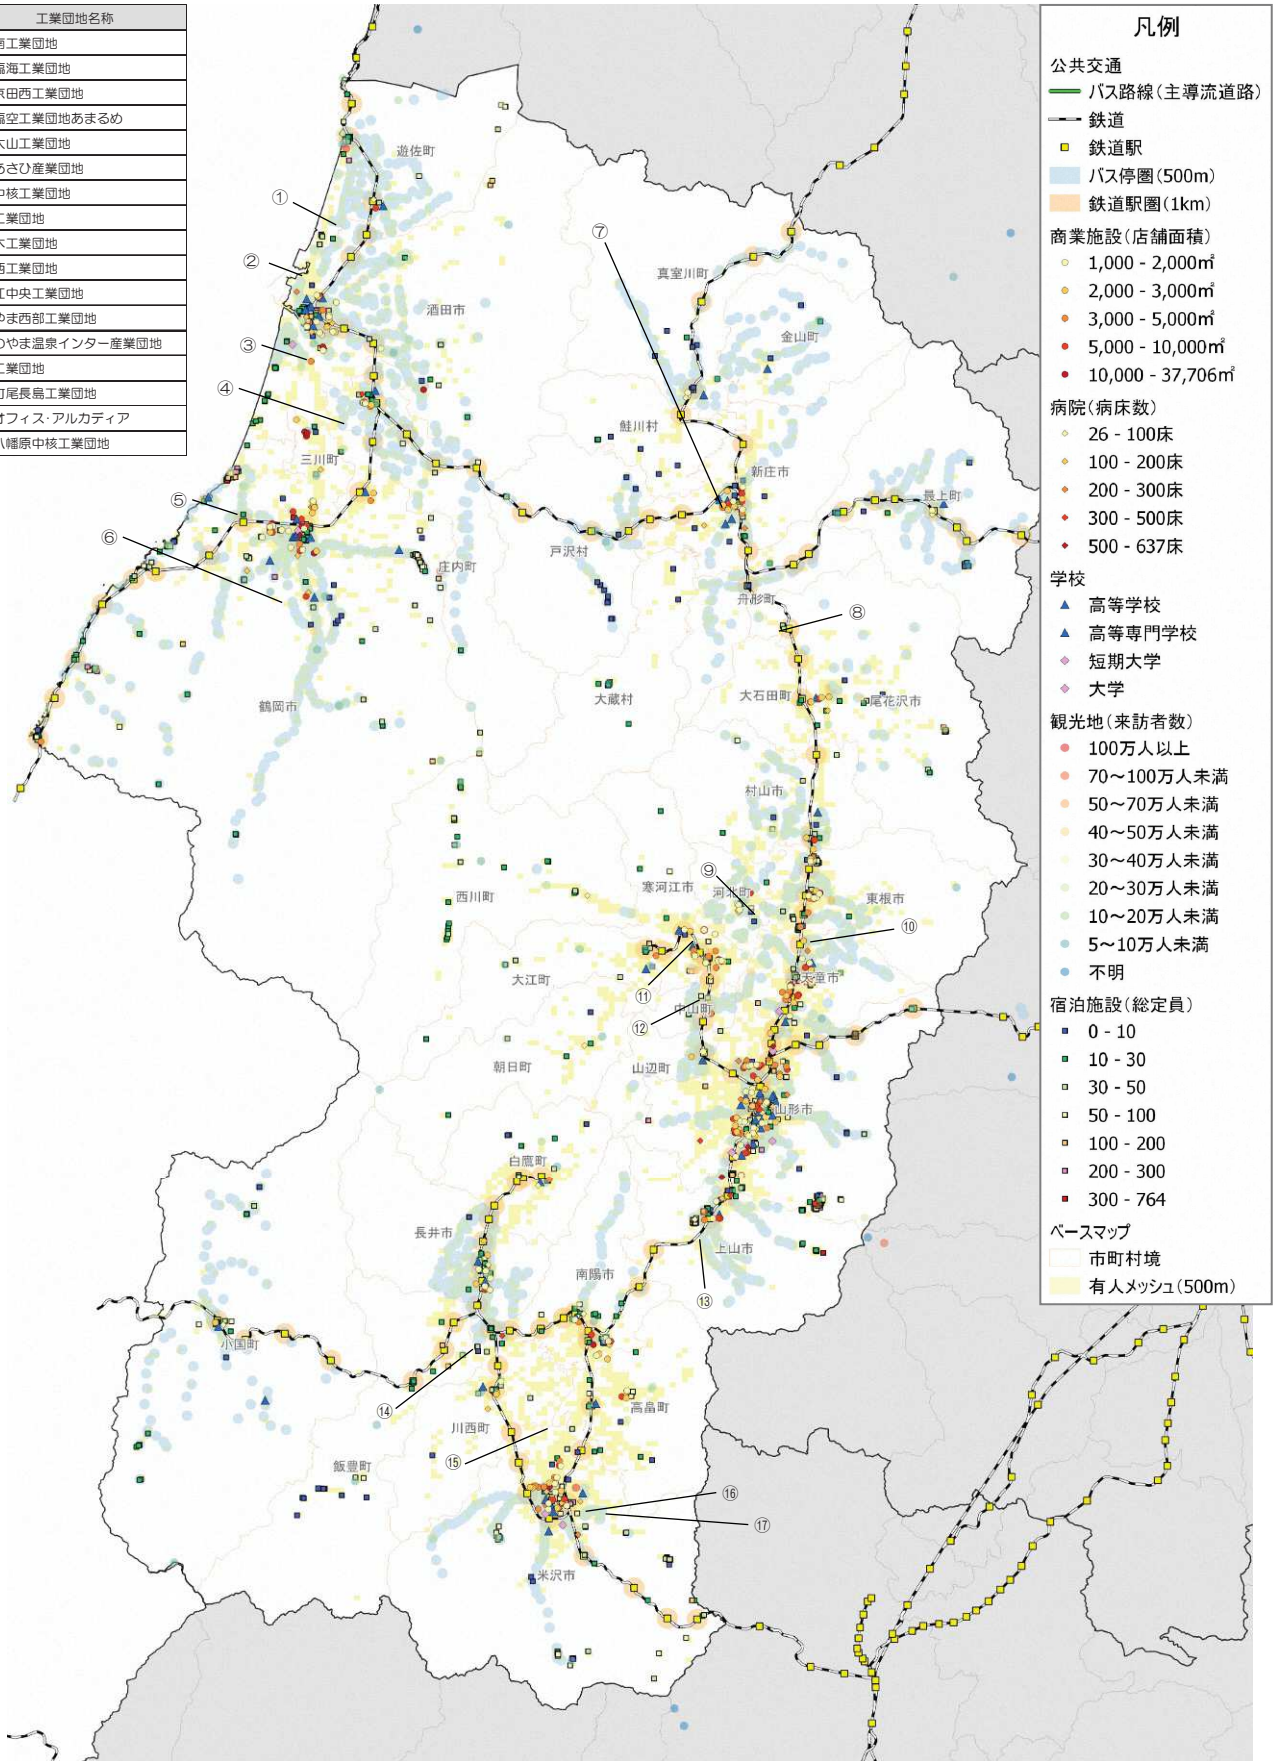 工業団地名称
南工業団地
臨海工業団地
京田西工業団地
臨空工業団地あまるめ
大山工業団地
あさひ産業団地
中核工業団地
工業団地
木工業団地
西工業団地
江中央工業団地
やま西部工業団地
のやま温泉インター産業団地
工業団地
町尾長島工業団地
オフィス・アルカディア
八幡原中核工業団地
凡例
公共交通
バス路線(主導流道路)
鉄道
鉄道駅
バス停圏(500m)
鉄道駅圏(1km)
商業施設(店舗面積)
1,000 - 2,000㎡
2,000 - 3,000㎡
3,000 - 5,000㎡
5,000 - 10,000㎡
10,000 - 37,706㎡
病院(病床数)
26 - 100床
100 - 200床
200 - 300床
300 - 500床
500 - 637床
学校
高等学校
高等専門学校
短期大学
大学
観光地(来訪者数)
100万人以上
70～100万人未満
50～70万人未満
40～50万人未満
30～40万人未満
20～30万人未満
10～20万人未満
5～10万人未満
不明
宿泊施設(総定員)
0 - 10
10 - 30
30 - 50
50 - 100
100 - 200
200 - 300
300 - 764
ベースマップ
市町村境
有人メッシュ(500m)
遊佐町
①
⑦
②
真室川町
酒田市
金山町
③
④
鮭川村
三川町
新庄市
最上町
⑤
⑥
戸沢村
庄内町
舟形町
⑧
大石田町
尾花沢市
大蔵村
鶴岡市
村山市
⑨
寒河江市
河北町
西川町
東根市
⑩
大江町
天童市
⑪
中山町
⑫
朝日町
山辺町
山形市
白鷹町
長井市
上山市
南陽市
⑬
小国町
⑭
高畠町
川西町
⑮
飯豊町
⑯
⑰
米沢市